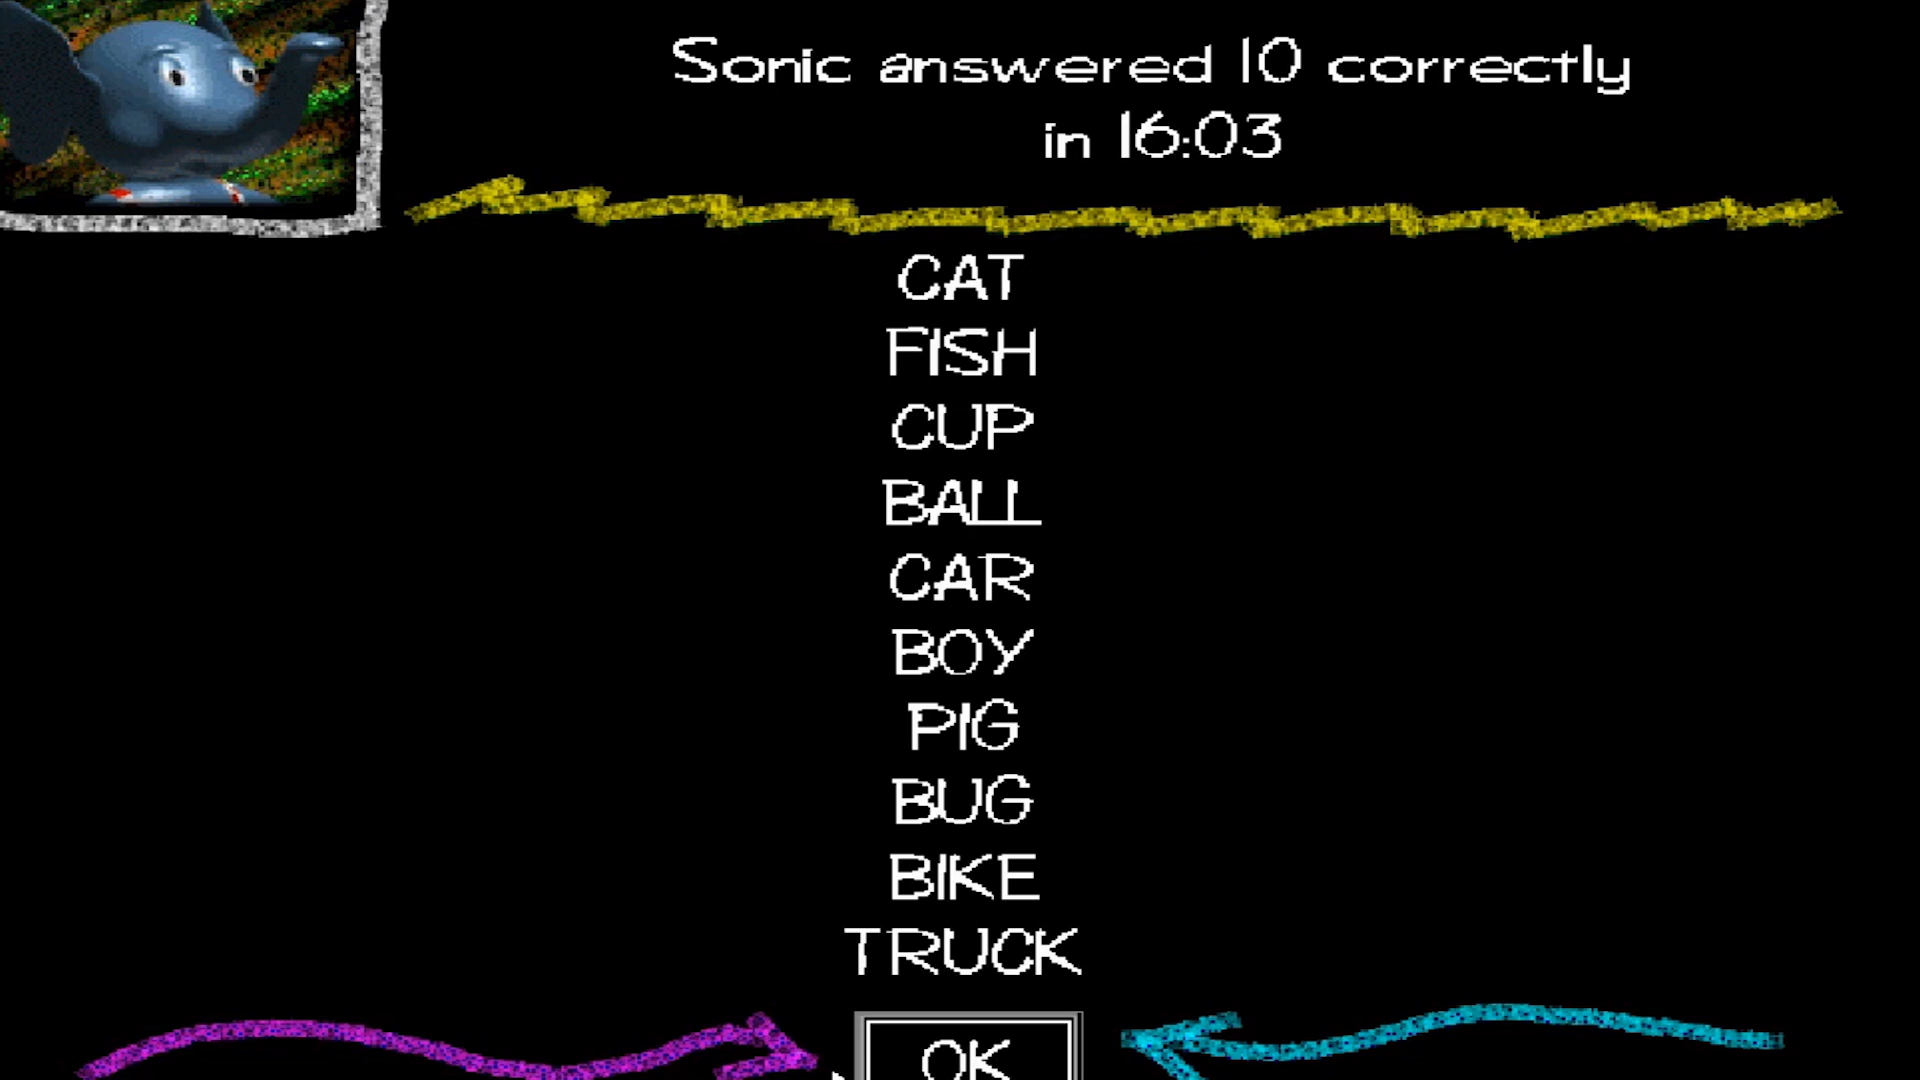 Sonic answered 10 correctly
in 16:03
CAT
FISH
CUP
BALL
CAR
BOY
PIG
BUG
BIKE
TRUCK
OK